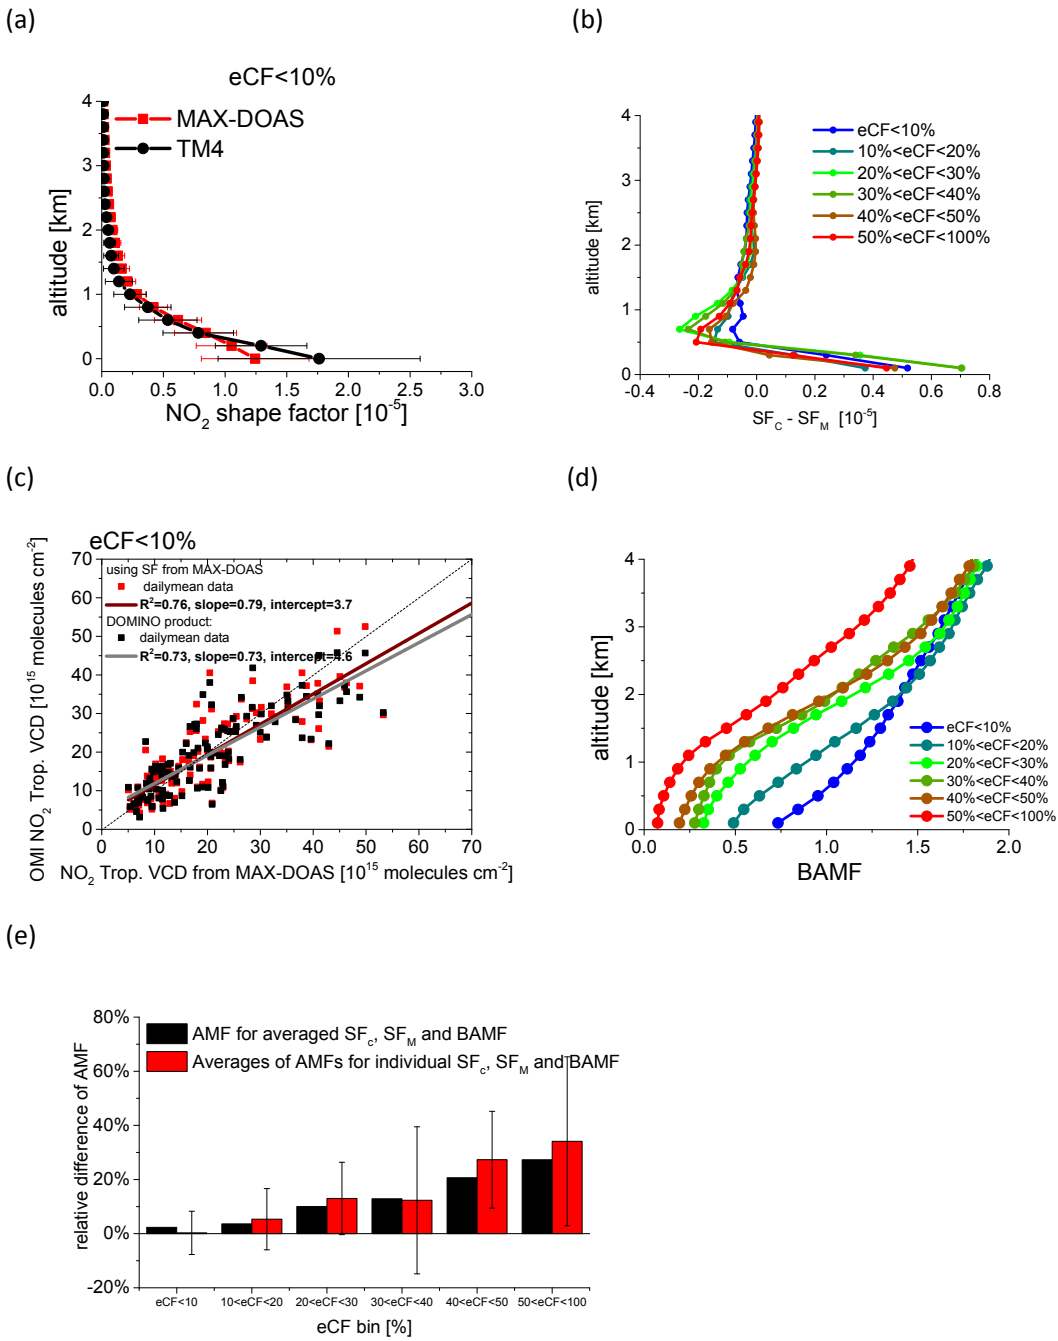 (a)
eCF<10%
MAX-DOAS
TM4
altitude [km]
4
3
2
1
0
0.0 0.5 1.0 1.5 2.0 2.5 3.0
NO₂ shape factor [10⁻⁵]
(b)
eCF<10%
10%<eCF<20%
20%<eCF<30%
30%<eCF<40%
40%<eCF<50%
50%<eCF<100%
altitude [km]
4
3
2
1
0
-0.4 -0.2 0.0 0.2 0.4 0.6 0.8
SF_C - SF_M [10⁻⁵]
(c)
eCF<10%
using SF from MAX-DOAS
dailymean data
R²=0.76, slope=0.79, intercept=3.7
DOMINO product:
dailymean data
R²=0.73, slope=0.73, intercept=4.6
OMI NO₂ Trop. VCD [10¹⁵ molecules cm⁻²]
70
60
50
40
30
20
10
0
0 10 20 30 40 50 60 70
NO₂ Trop. VCD from MAX-DOAS [10¹⁵ molecules cm⁻²]
(d)
altitude [km]
4
3
2
1
0
eCF<10%
10%<eCF<20%
20%<eCF<30%
30%<eCF<40%
40%<eCF<50%
50%<eCF<100%
0.0 0.5 1.0 1.5 2.0
BAMF
(e)
relative difference of AMF
80%
60%
40%
20%
0%
-20%
AMF for averaged SF_c, SF_M and BAMF
Averages of AMFs for individual SF_c, SF_M and BAMF
eCF<10 10<eCF<20 20<eCF<30 30<eCF<40 40<eCF<50 50<eCF<100
eCF bin [%]